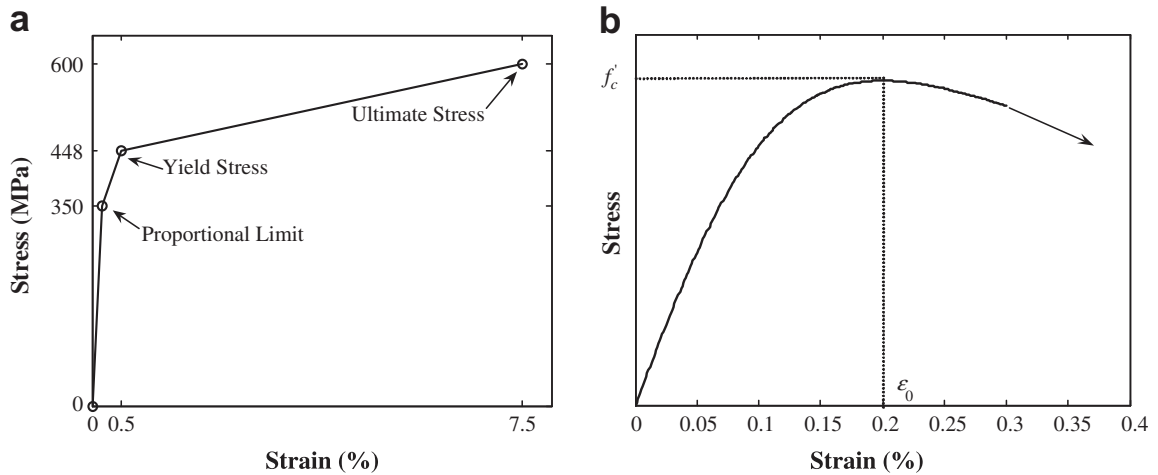 a
600
448
350
0
Stress (MPa)
Ultimate Stress
Yield Stress
Proportional Limit
0 0.5 7.5
Strain (%)
b
f'c
Stress
ε0
0 0.05 0.1 0.15 0.2 0.25 0.3 0.35 0.4
Strain (%)